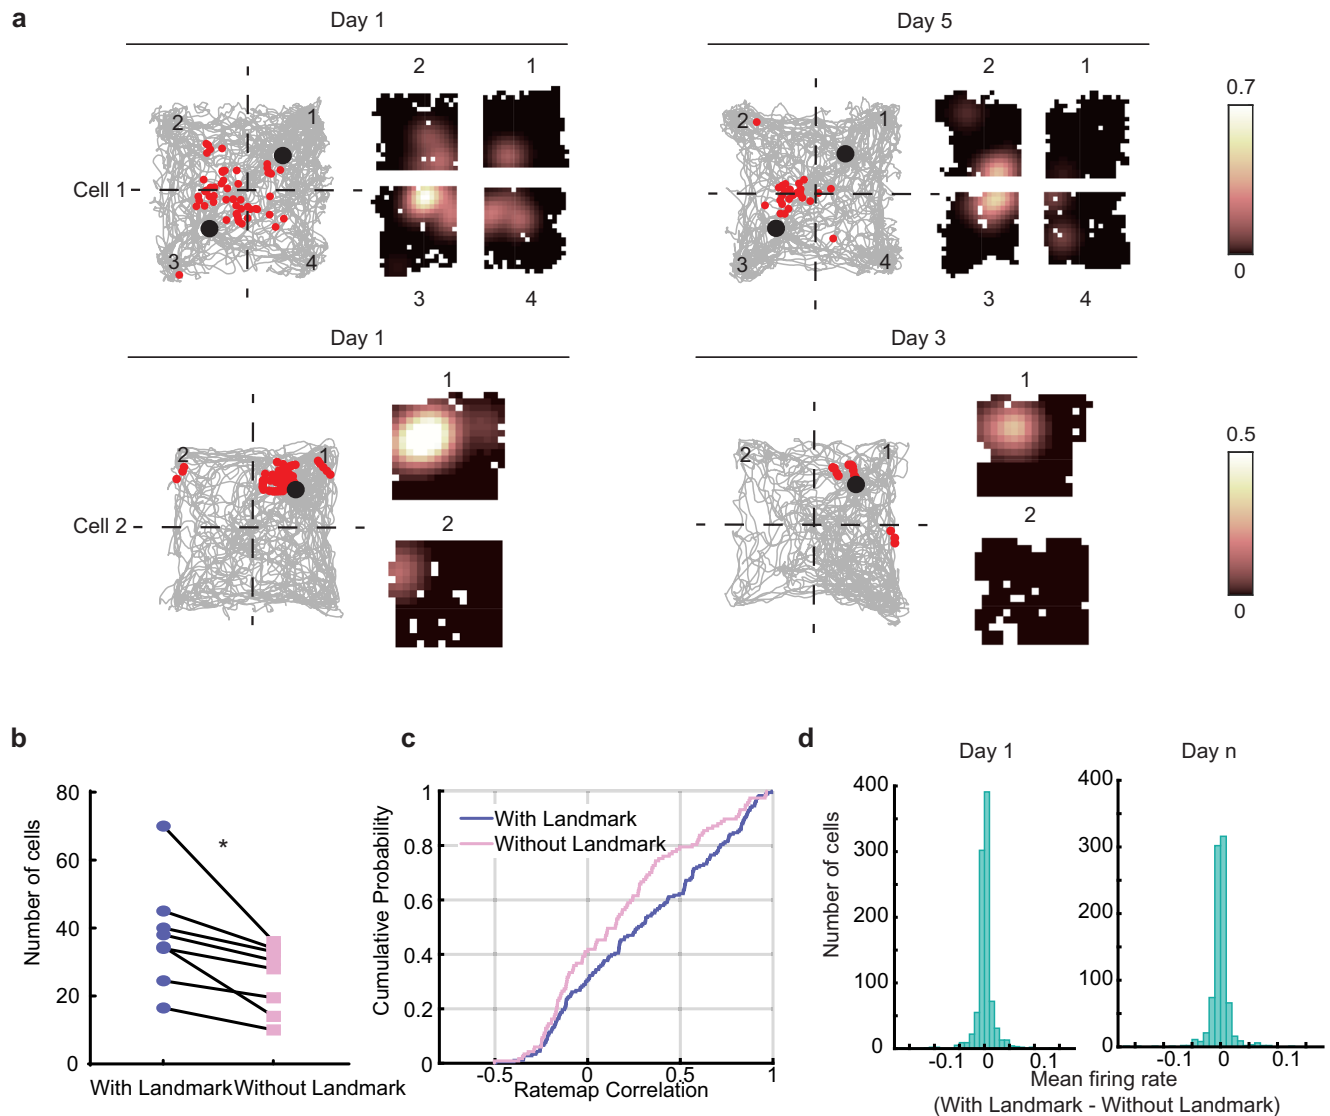 a
Day 1
Day 5
2
1
2
1
0.7
2
1
2
1
Cell 1
3
4
3
4
0
3
4
3
4
Day 1
Day 3
1
1
2
1
2
1
0.5
Cell 2
2
2
0
b
c
d
Number of cells
80
60
40
20
0
*
With Landmark
Without Landmark
Cumulative Probability
1
0.8
0.6
0.4
0.2
0
With Landmark
Without Landmark
-0.5
0
0.5
1
Ratemap Correlation
Day 1
Day n
Number of cells
400
300
200
100
0
400
300
200
100
0
-0.1
0
0.1
-0.1
0
0.1
Mean firing rate
(With Landmark - Without Landmark)